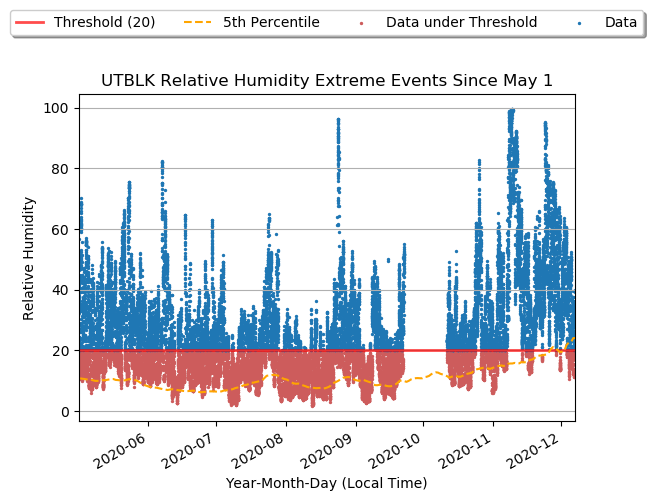 Threshold (20) 5th Percentile Data under Threshold Data
UTBLK Relative Humidity Extreme Events Since May 1
100
80
60
40
20
0
Relative Humidity
2020-06 2020-07 2020-08 2020-09 2020-10 2020-11 2020-12
Year-Month-Day (Local Time)